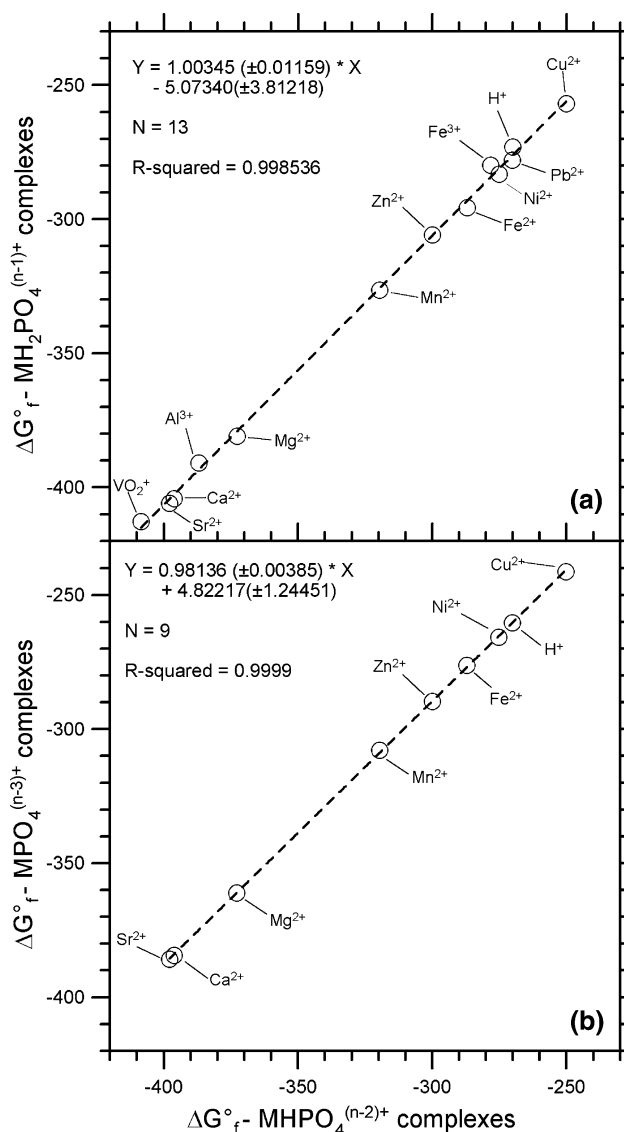 Y = 1.00345 (±0.01159) * X
- 5.07340(±3.81218)
N = 13
R-squared = 0.998536
Cu²⁺
H⁺
Fe³⁺
Pb²⁺
Ni²⁺
Zn²⁺
Fe²⁺
Mn²⁺
Al³⁺
Mg²⁺
VO₂⁺
Ca²⁺
Sr²⁺
(a)
-250
-300
-350
-400
ΔG°f - MH₂PO₄⁽ⁿ⁻¹⁾⁺ complexes
Y = 0.98136 (±0.00385) * X
+ 4.82217(±1.24451)
N = 9
R-squared = 0.9999
Cu²⁺
Ni²⁺
H⁺
Zn²⁺
Fe²⁺
Mn²⁺
Mg²⁺
Sr²⁺
Ca²⁺
(b)
-250
-300
-350
-400
ΔG°f - MPO₄⁽ⁿ⁻³⁾⁺ complexes
-400 -350 -300 -250
ΔG°f - MHPO₄⁽ⁿ⁻²⁾⁺ complexes